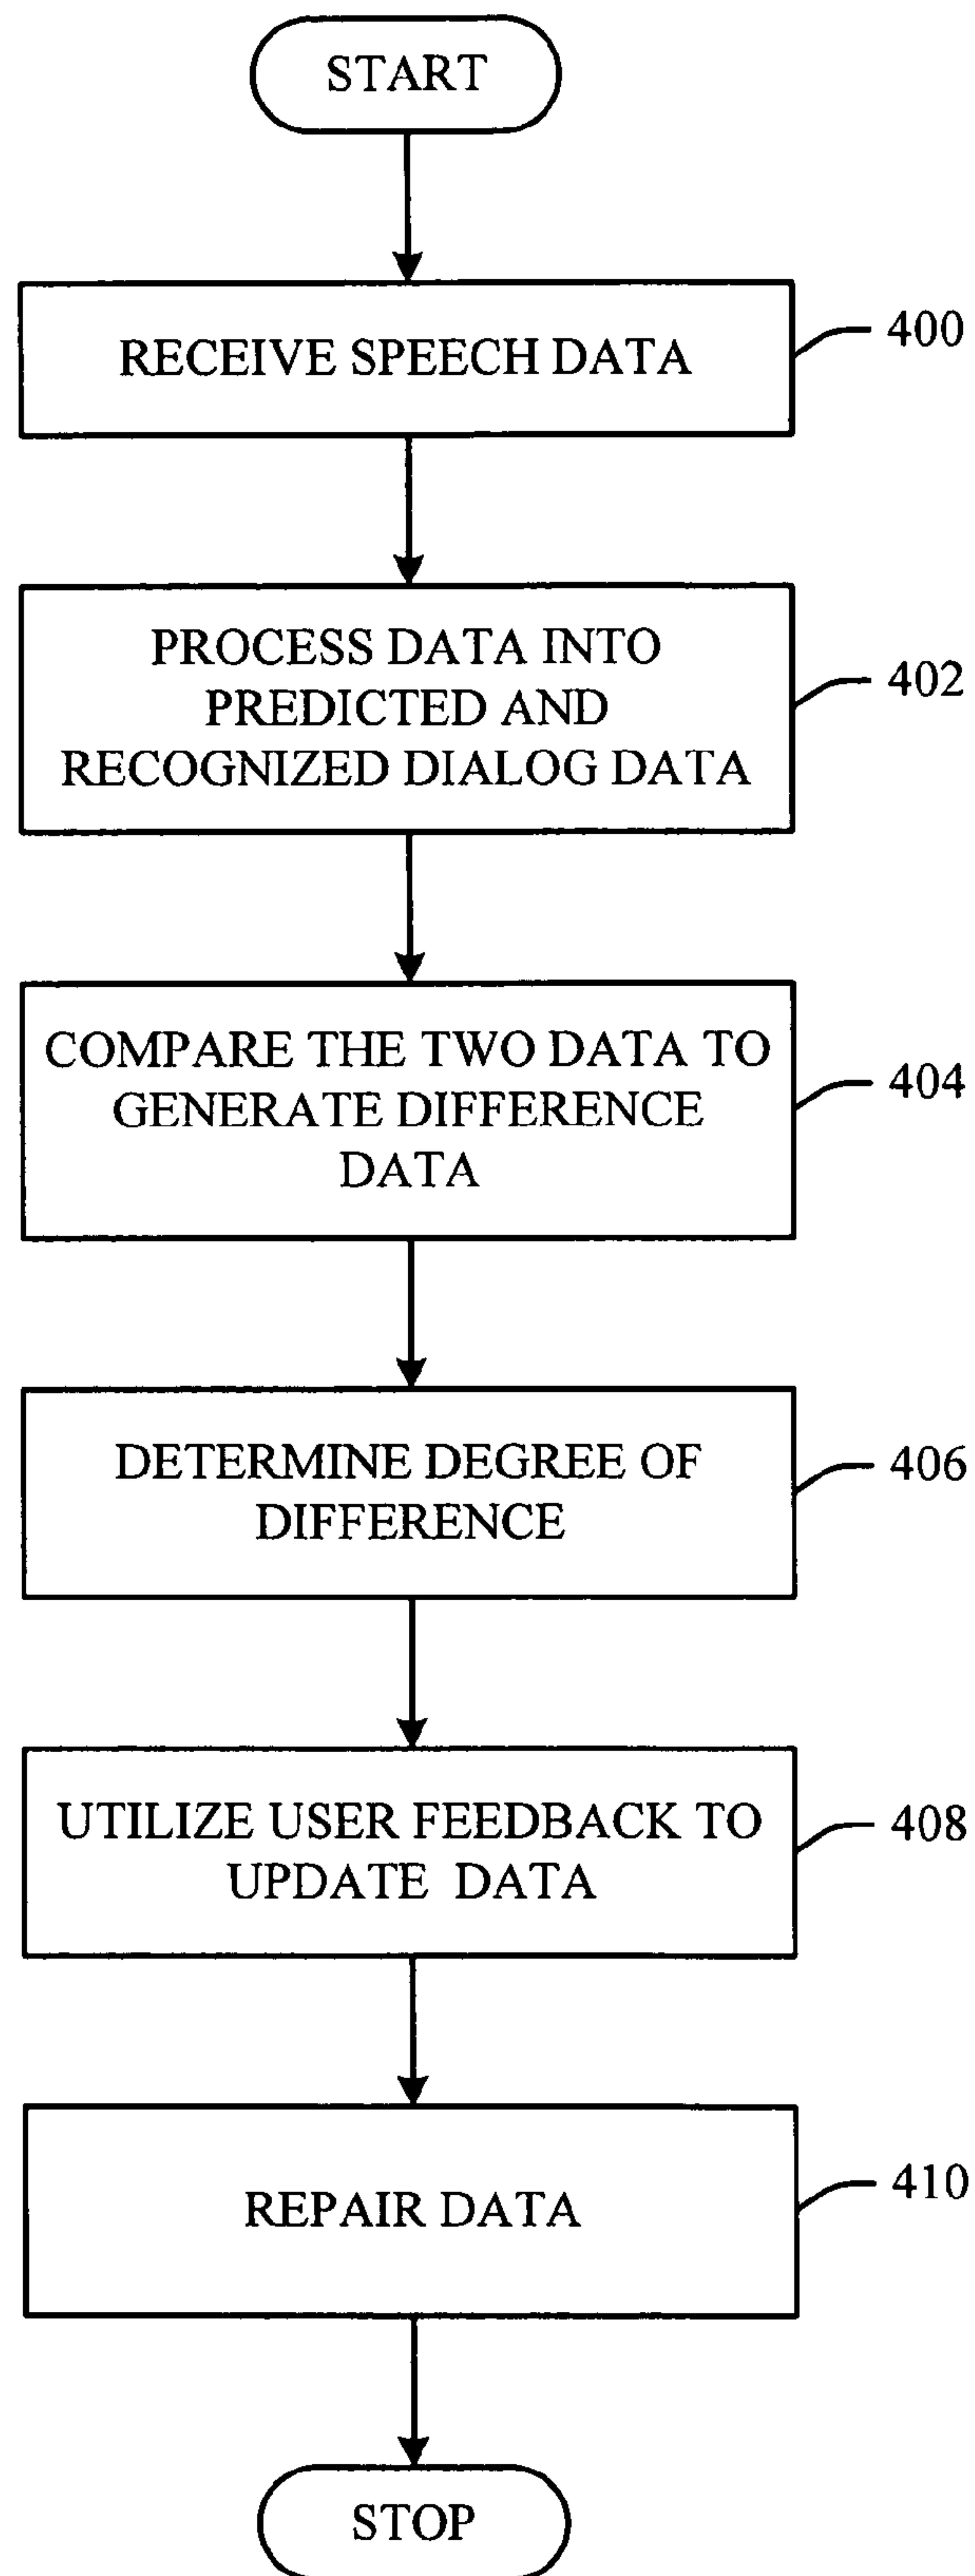 START
RECEIVE SPEECH DATA
400
PROCESS DATA INTO
PREDICTED AND
RECOGNIZED DIALOG DATA
402
COMPARE THE TWO DATA TO
GENERATE DIFFERENCE
DATA
404
DETERMINE DEGREE OF
DIFFERENCE
406
UTILIZE USER FEEDBACK TO
UPDATE DATA
408
REPAIR DATA
410
STOP